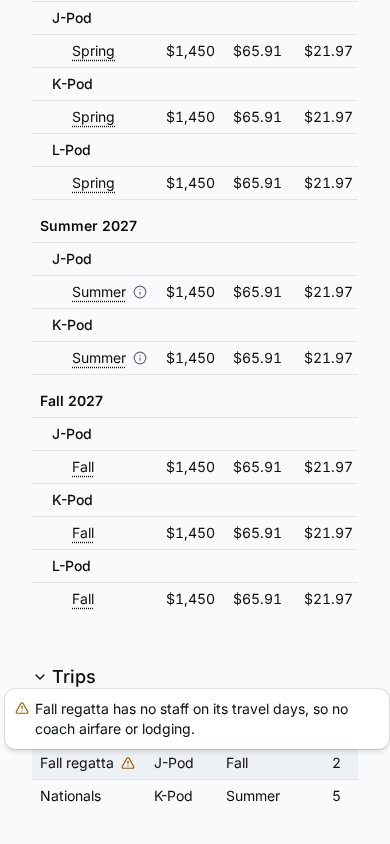 J-Pod
Spring $1,450 $65.91 $21.97
K-Pod
Spring $1,450 $65.91 $21.97
L-Pod
Spring $1,450 $65.91 $21.97
Summer 2027
J-Pod
Summer $1,450 $65.91 $21.97
K-Pod
Summer $1,450 $65.91 $21.97
Fall 2027
J-Pod
Fall $1,450 $65.91 $21.97
K-Pod
Fall $1,450 $65.91 $21.97
L-Pod
Fall $1,450 $65.91 $21.97
Trips
Fall regatta has no staff on its travel days, so no
coach airfare or lodging.
Fall regatta J-Pod Fall 2
Nationals K-Pod Summer 5